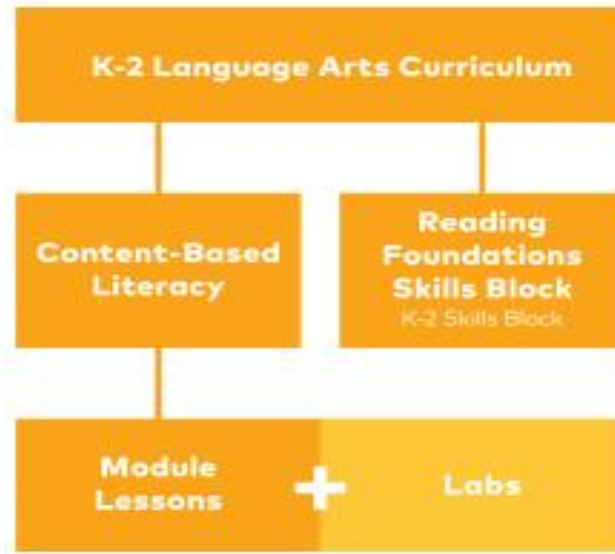 K-2 Language Arts Curriculum
Content-Based
Literacy
Reading
Foundations
Skills Block
K-2 Skills Block
Module
Lessons
+
Labs